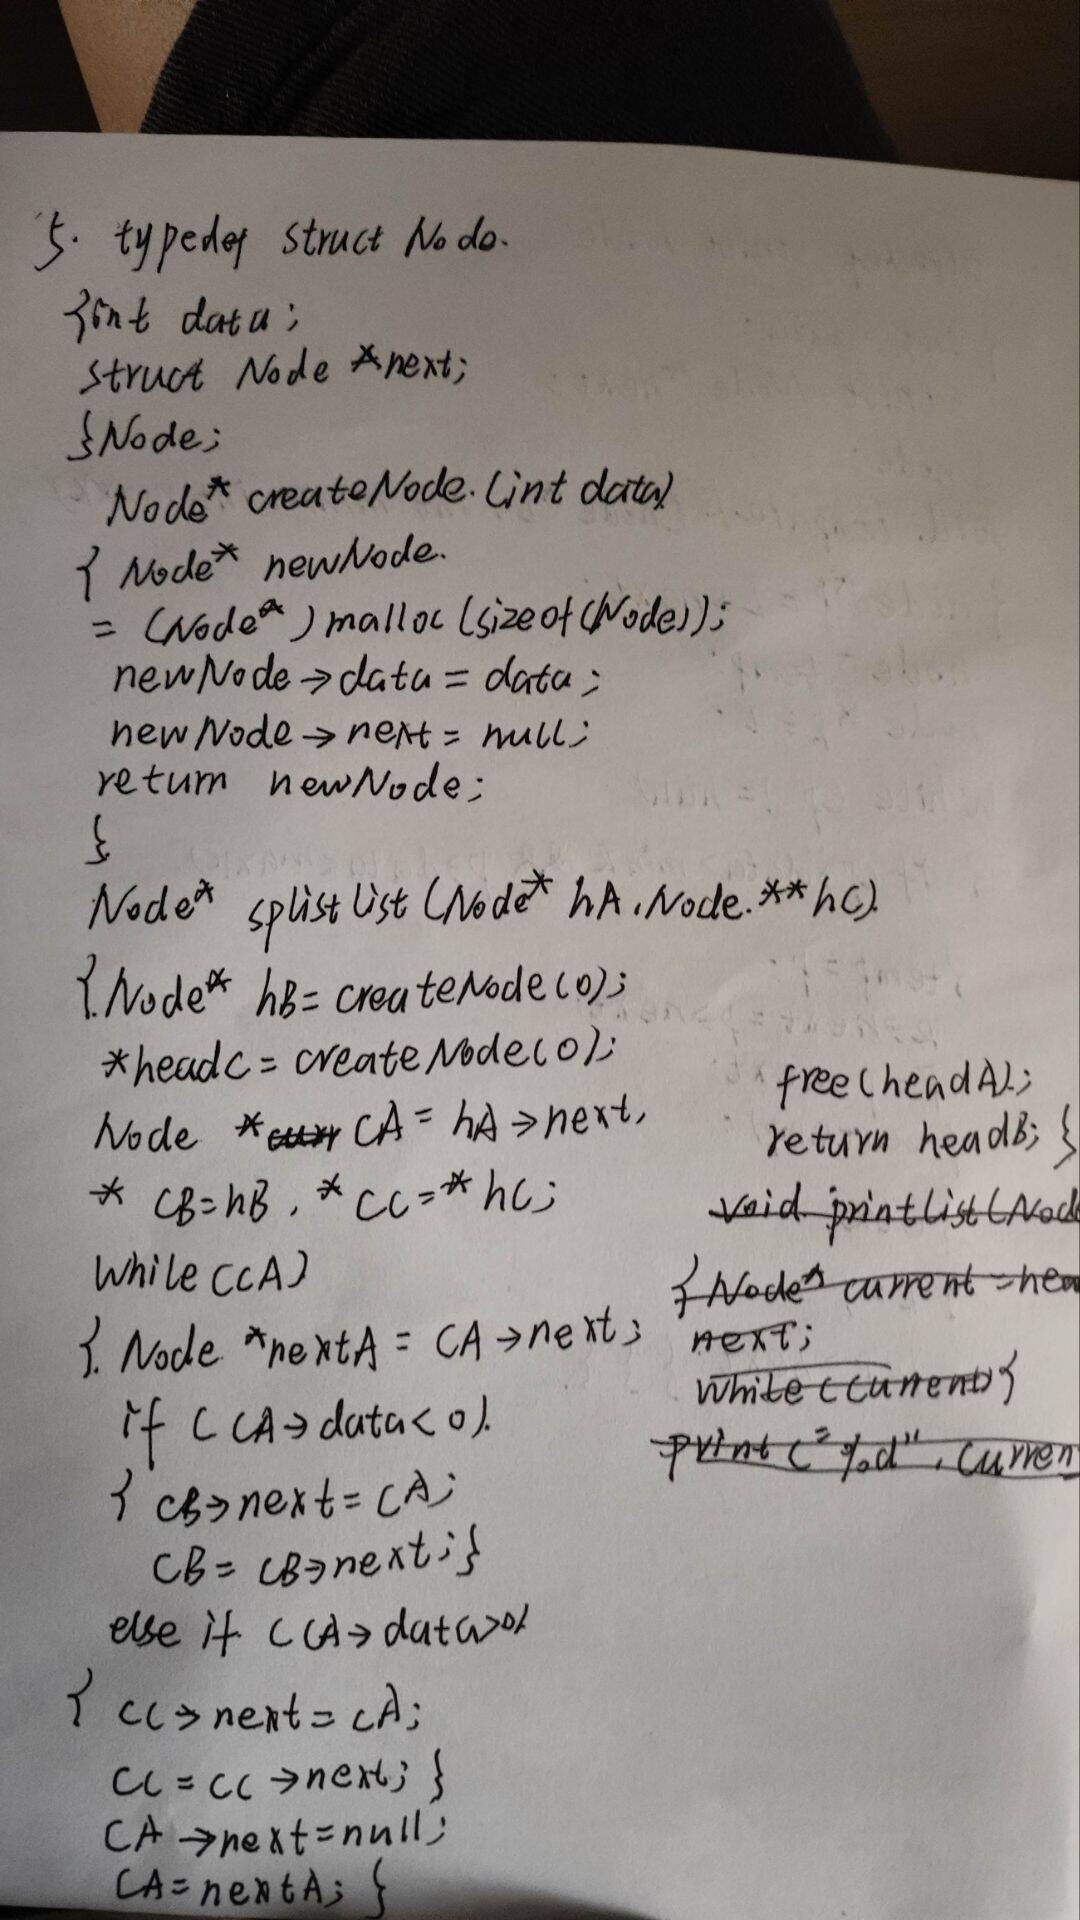 5. typedef struct Node.
{int data;
struct Node *next;
}Node;
Node* createNode.(int data)
{ Node* newNode.
= (Node*) malloc(sizeof(Node));
newNode→data = data;
newNode→next = null;
return newNode;
}
Node* splistlist(Node* hA,Node.**hC)
{.Node* hB=createNode(0);
*headC=createNode(0);
Node *curr CA=hA→next,
* CB=hB, *CC=*hC;
While(CA)
{. Node *nextA = CA→next;
if (CA→data<0).
{ CB→next=CA;
CB=CB→next;}
else if (CA→data>0)
{ CC→next=CA;
CC=CC→next; }
CA→next=null;
CA=nextA; }
free(headA);
return headB; }
void printlist(Node
{Node* current=hea
next;
while(current){
print("%d", curren